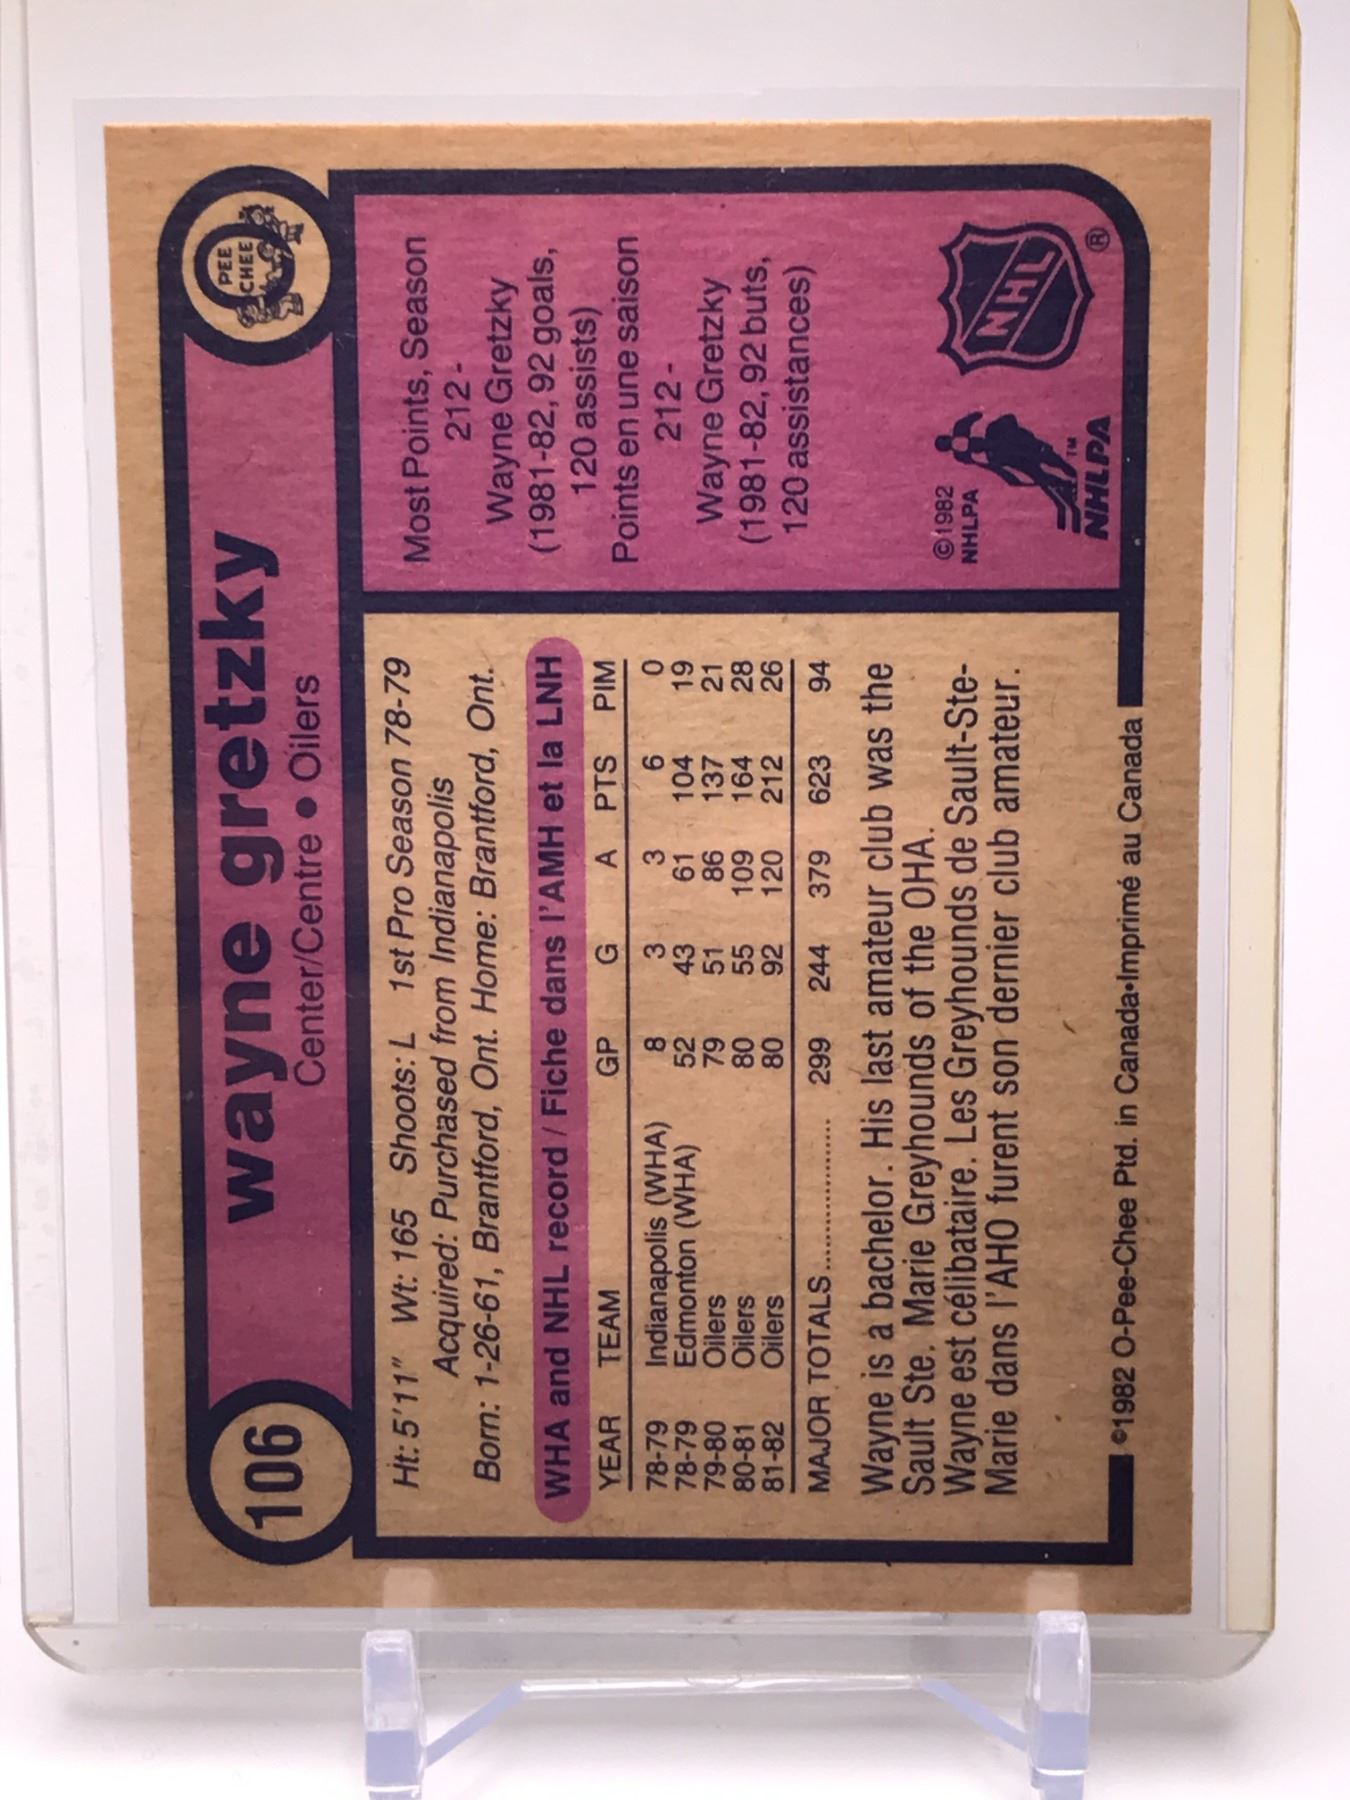 106
wayne gretzky
Center/Centre • Oilers
PEE
CHEE
Ht: 5'11" Wt: 165 Shoots: L 1st Pro Season 78-79
Acquired: Purchased from Indianapolis
Born: 1-26-61, Brantford, Ont. Home: Brantford, Ont.
WHA and NHL record / Fiche dans l'AMH et la LNH
YEAR TEAM GP G A PTS PIM
78-79 Indianapolis (WHA) 8 3 3 6 0
78-79 Edmonton (WHA) 52 43 61 104 19
79-80 Oilers 79 51 86 137 21
80-81 Oilers 80 55 109 164 28
81-82 Oilers 80 92 120 212 26
MAJOR TOTALS.................... 299 244 379 623 94
Wayne is a bachelor. His last amateur club was the
Sault Ste. Marie Greyhounds of the OHA.
Wayne est célibataire. Les Greyhounds de Sault-Ste-
Marie dans l'AHO furent son dernier club amateur.
©1982 O-Pee-Chee Ptd. in Canada•Imprimé au Canada
Most Points, Season
212 -
Wayne Gretzky
(1981-82, 92 goals,
120 assists)
Points en une saison
212 -
Wayne Gretzky
(1981-82, 92 buts,
120 assistances)
©1982
NHLPA
NHLPA
TM
NHL
®